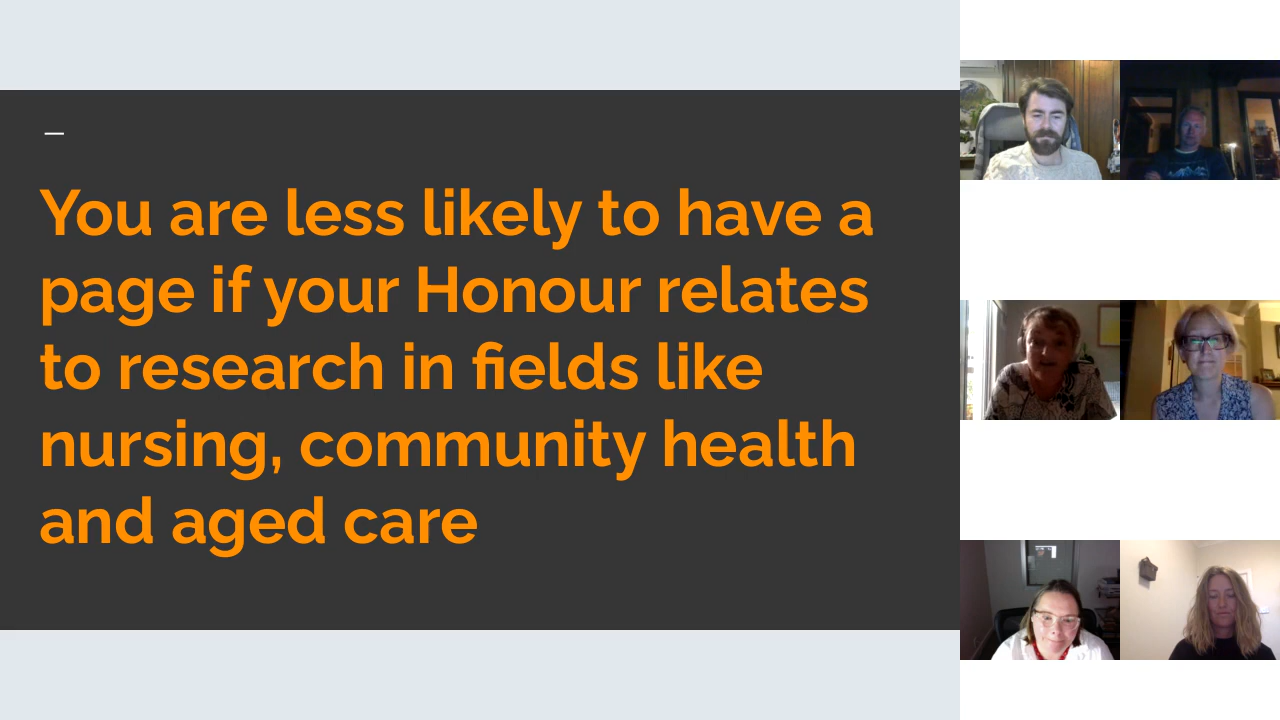 You are less likely to have a
page if your Honour relates
to research in fields like
nursing, community health
and aged care